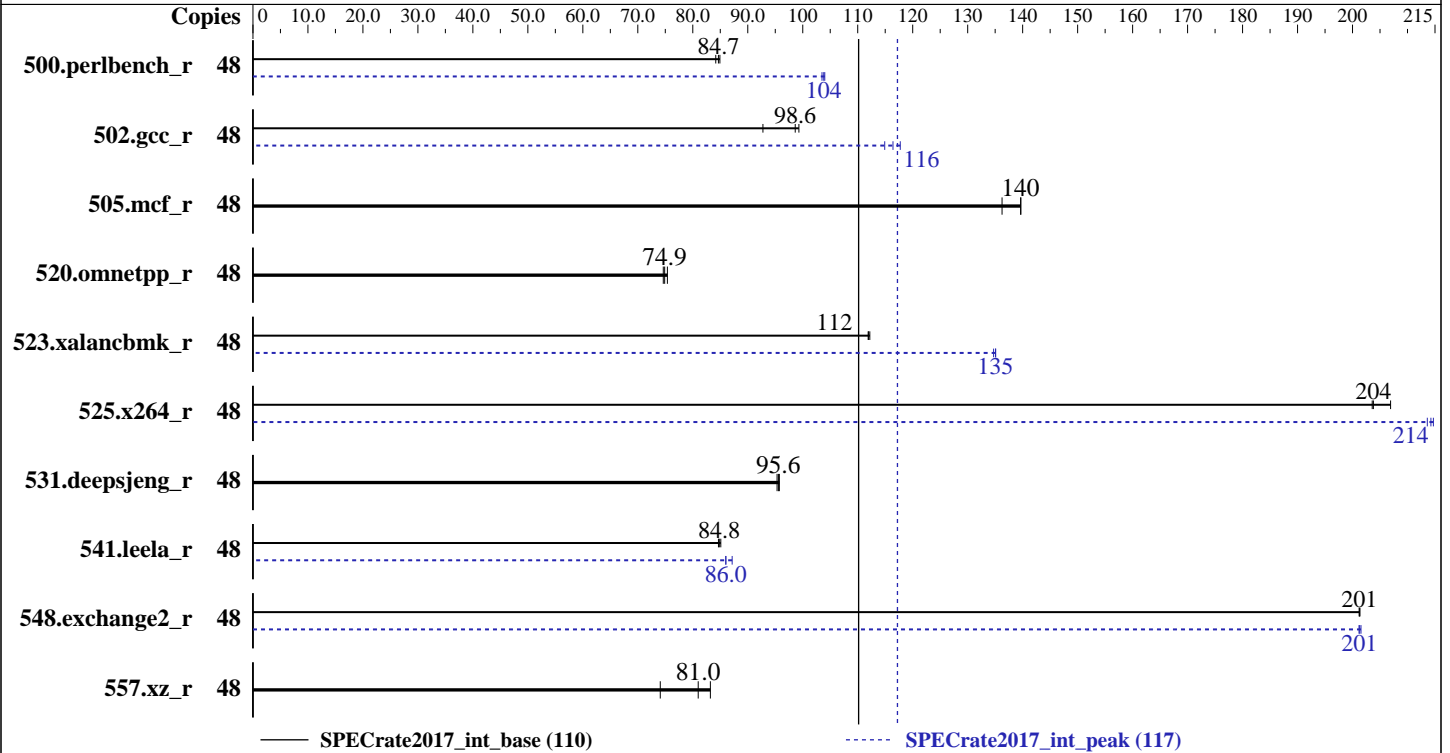 Copies 0 10.0 20.0 30.0 40.0 50.0 60.0 70.0 80.0 90.0 100 110 120 130 140 150 160 170 180 190 200 215
84.7
500.perlbench_r 48
104
98.6
502.gcc_r 48
116
140
505.mcf_r 48
74.9
520.omnetpp_r 48
112
523.xalancbmk_r 48
135
204
525.x264_r 48
214
95.6
531.deepsjeng_r 48
84.8
541.leela_r 48
86.0
201
548.exchange2_r 48
201
81.0
557.xz_r 48
SPECrate2017_int_base (110) SPECrate2017_int_peak (117)